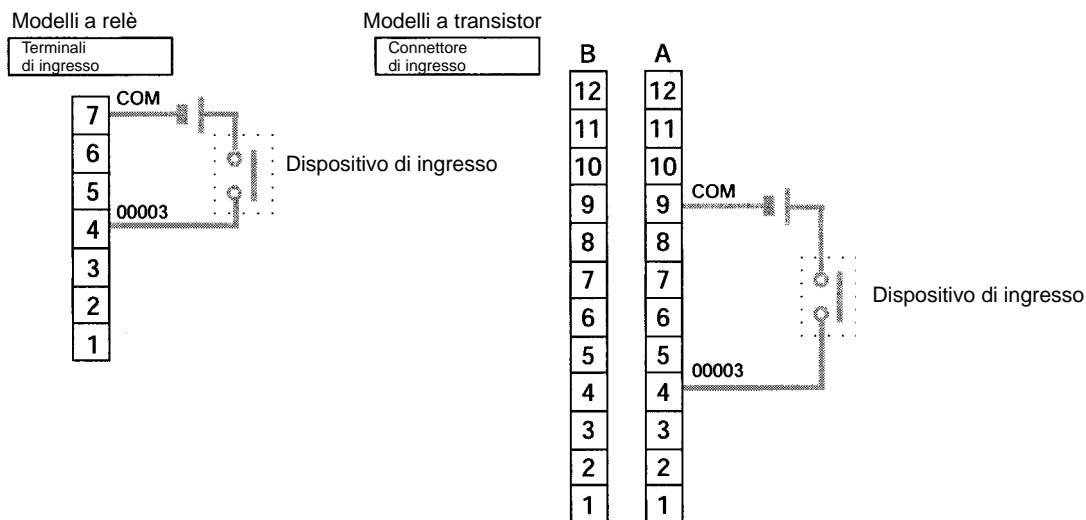 Modelli a relè
Terminali
di ingresso
7
6
5
4
3
2
1
COM
00003
Dispositivo di ingresso
Modelli a transistor
Connettore
di ingresso
B
12
11
10
9
8
7
6
5
4
3
2
1
A
12
11
10
9
8
7
6
5
4
3
2
1
COM
00003
Dispositivo di ingresso